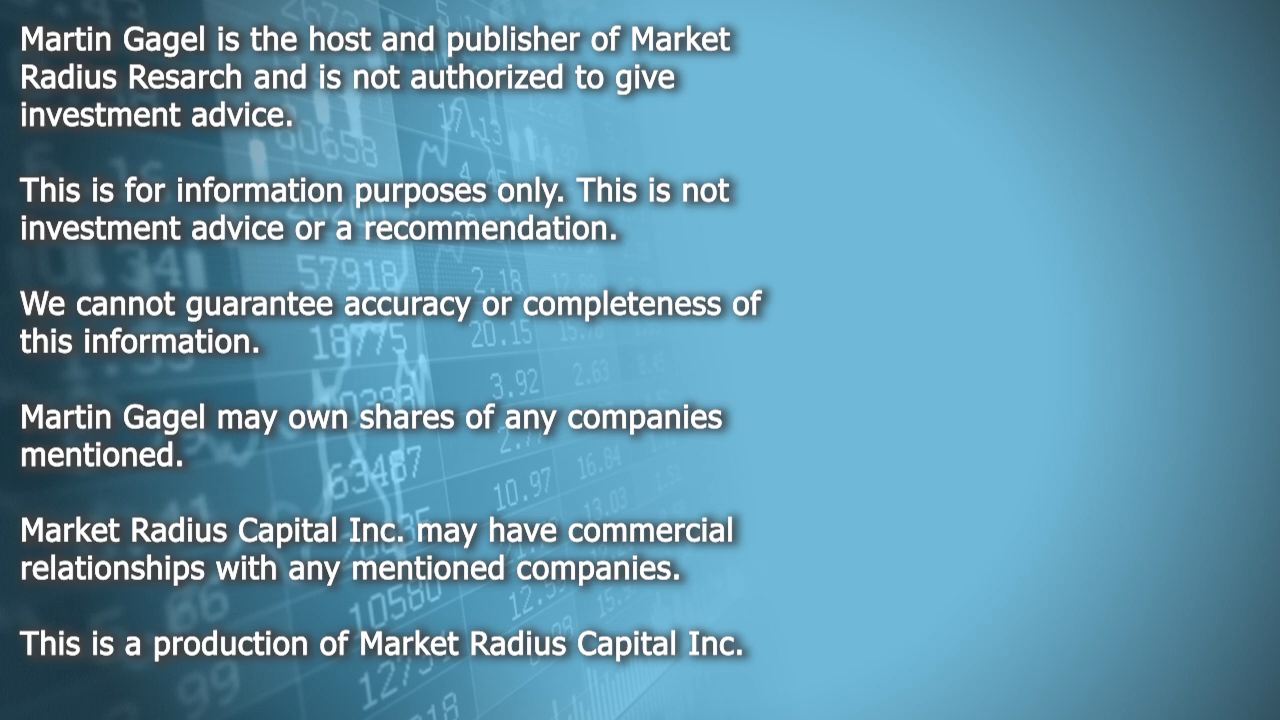 Martin Gagel is the host and publisher of Market
Radius Resarch and is not authorized to give
investment advice.
This is for information purposes only. This is not
investment advice or a recommendation.
We cannot guarantee accuracy or completeness of
this information.
Martin Gagel may own shares of any companies
mentioned.
Market Radius Capital Inc. may have commercial
relationships with any mentioned companies.
This is a production of Market Radius Capital Inc.